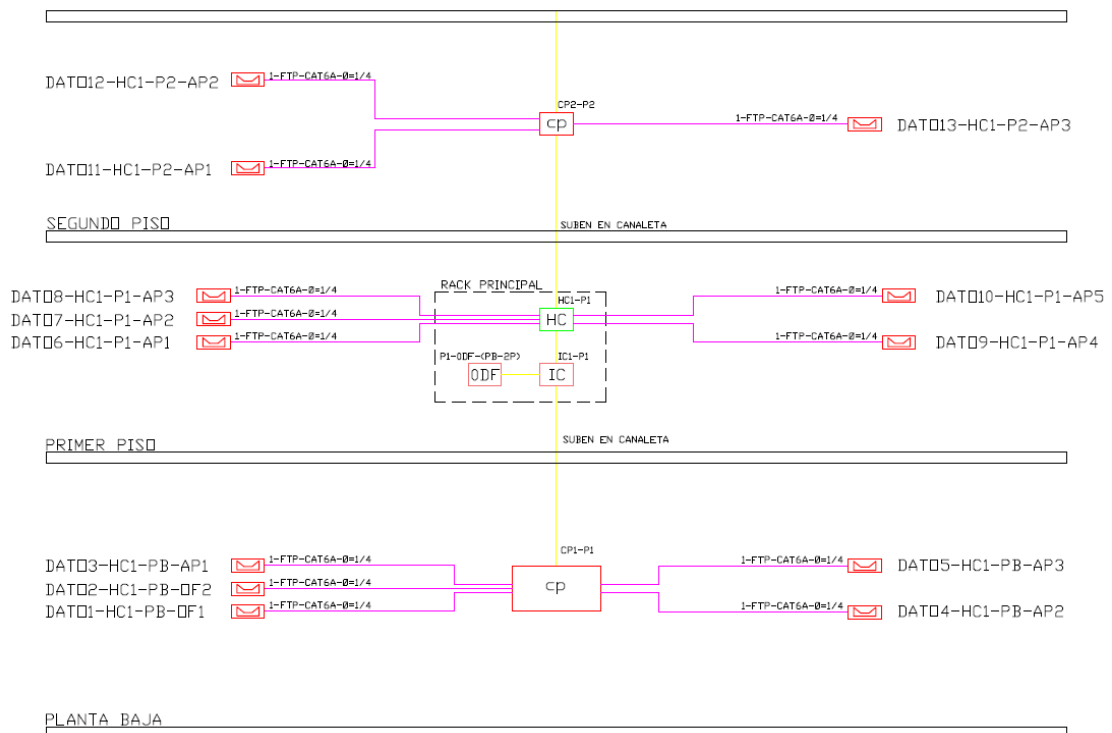 DATO12-HC1-P2-AP2
1-FTP-CAT6A-Ø=1/4
CP2-P2
cp
1-FTP-CAT6A-Ø=1/4
DATO13-HC1-P2-AP3
DATO11-HC1-P2-AP1
1-FTP-CAT6A-Ø=1/4
SEGUNDO PISO
SUBEN EN CANALETA
RACK PRINCIPAL
DATO8-HC1-P1-AP3
1-FTP-CAT6A-Ø=1/4
HC1-P1
1-FTP-CAT6A-Ø=1/4
DATO10-HC1-P1-AP5
DATO7-HC1-P1-AP2
1-FTP-CAT6A-Ø=1/4
HC
DATO6-HC1-P1-AP1
1-FTP-CAT6A-Ø=1/4
1-FTP-CAT6A-Ø=1/4
DATO9-HC1-P1-AP4
P1-ODF-(PB-2P)
IC1-P1
ODF
IC
PRIMER PISO
SUBEN EN CANALETA
CP1-P1
DATO3-HC1-PB-AP1
1-FTP-CAT6A-Ø=1/4
1-FTP-CAT6A-Ø=1/4
DATO5-HC1-PB-AP3
DATO2-HC1-PB-OF2
1-FTP-CAT6A-Ø=1/4
cp
DATO1-HC1-PB-OF1
1-FTP-CAT6A-Ø=1/4
1-FTP-CAT6A-Ø=1/4
DATO4-HC1-PB-AP2
PLANTA BAJA